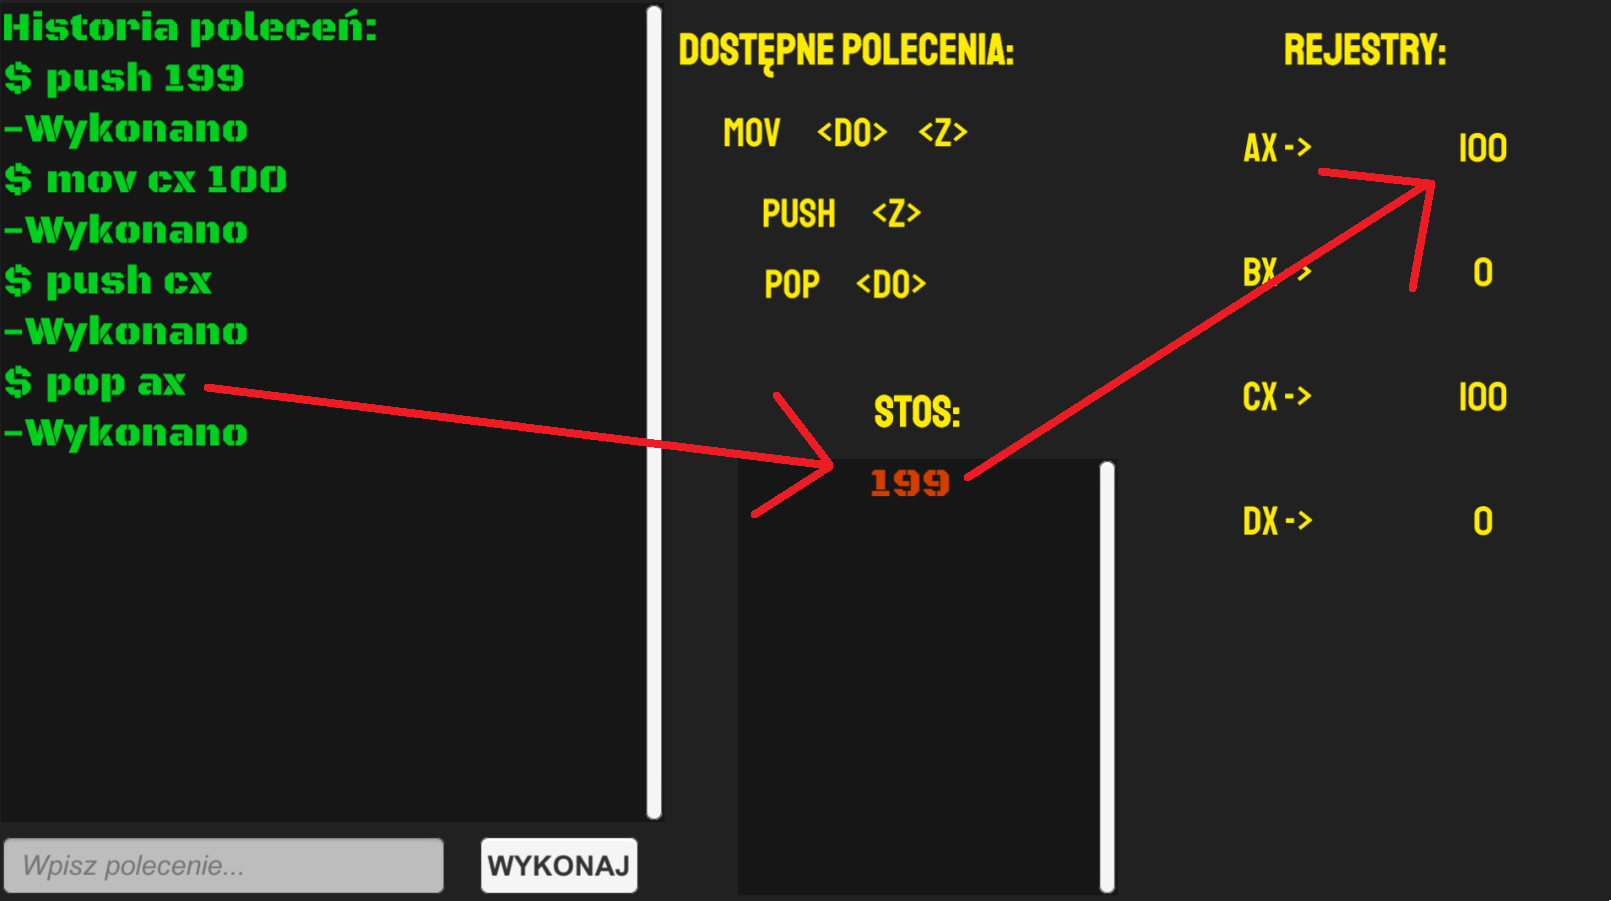 Historia poleceń:
$ push 199
-Wykonano
$ mov cx 100
-Wykonano
$ push cx
-Wykonano
$ pop ax
-Wykonano
Wpisz polecenie...
WYKONAJ
DOSTĘPNE POLECENIA:
MOV <DO> <Z>
PUSH <Z>
POP <DO>
STOS:
199
REJESTRY:
AX -> 100
BX -> 0
CX -> 100
DX -> 0